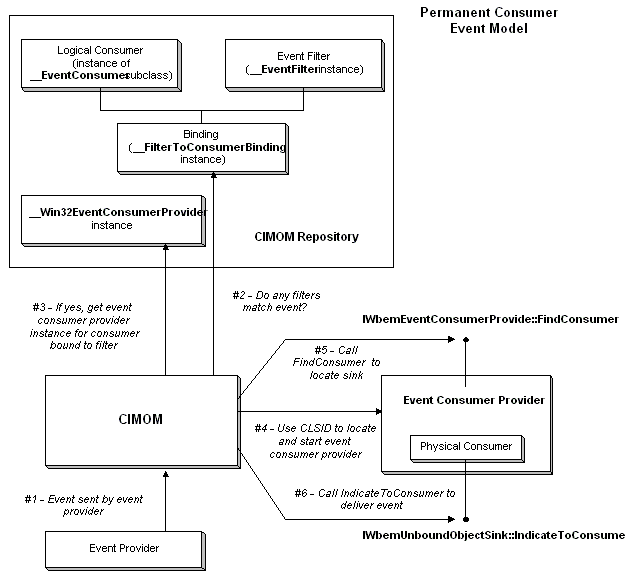 Permanent Consumer
Event Model
Logical Consumer
(instance of
__EventConsumersubclass)
Event Filter
(__EventFilterinstance)
Binding
(__FilterToConsumerBinding
instance)
__Win32EventConsumerProvider
instance
CIMOM Repository
#3 - If yes, get event
consumer provider
instance for consumer
bound to filter
#2 - Do any filters
match event?
IWbemEventConsumerProvide::FindConsumer
#5 - Call
FindConsumer to
locate sink
CIMOM
Event Consumer Provider
#4 - Use CLSID to locate
and start event
consumer provider
Physical Consumer
#1 - Event sent by event
provider
#6 - Call IndicateToConsumer to
deliver event
IWbemUnboundObjectSink::IndicateToConsume
Event Provider